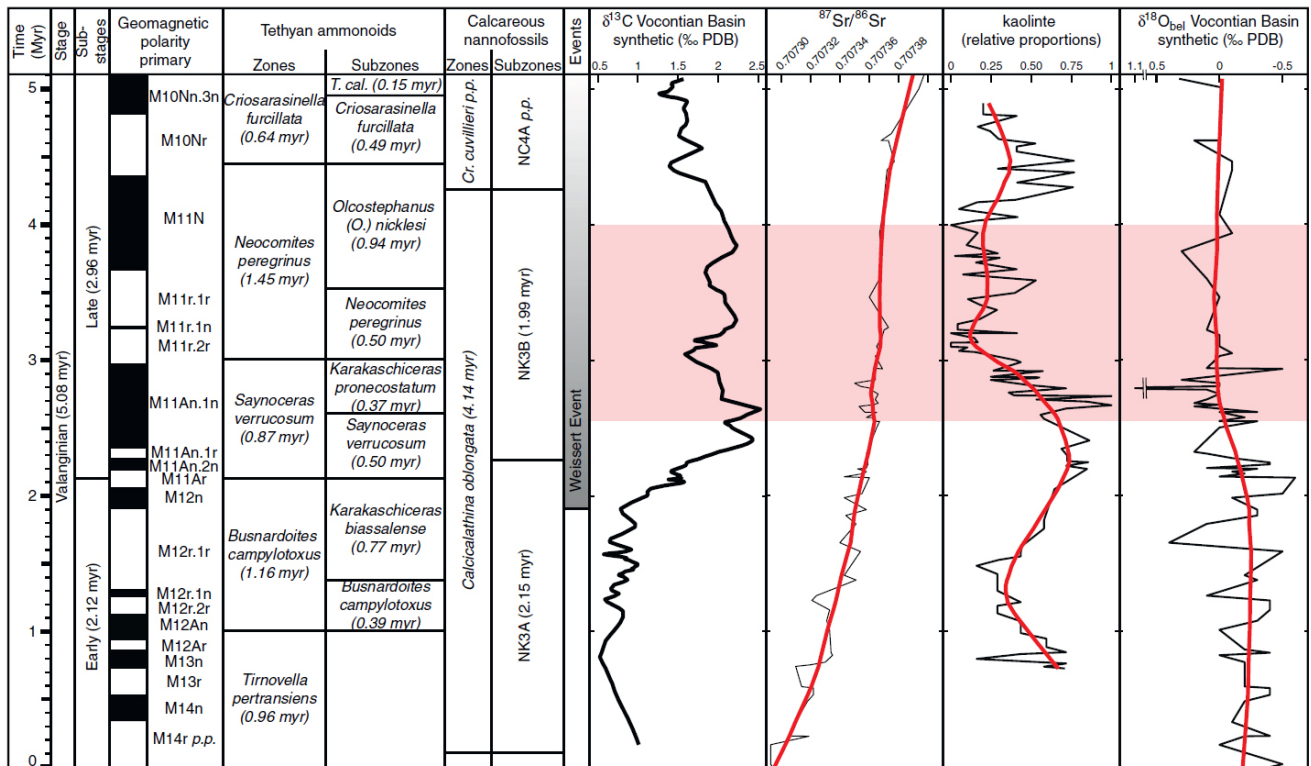 Time
(Myr)
Stage
Sub-
stages
Geomagnetic
polarity
primary
Tethyan ammonoids
Zones
Subzones
Calcareous
nannofossils
Zones
Subzones
Events
δ13C Vocontian Basin
synthetic (‰ PDB)
0.5 1 1.5 2 2.5
87Sr/86Sr
0.70730
0.70732
0.70734
0.70736
0.70738
kaolinte
(relative proportions)
0 0.25 0.50 0.75 1
δ18Obel Vocontian Basin
synthetic (‰ PDB)
1.1 0.5 0 -0.5
5
4
3
2
1
0
Valanginian (5.08 myr)
Late (2.96 myr)
Early (2.12 myr)
M10Nn.3n
M10Nr
M11N
M11r.1r
M11r.1n
M11r.2r
M11An.1n
M11An.1r
M11An.2n
M11Ar
M12n
M12r.1r
M12r.1n
M12r.2r
M12An
M12Ar
M13n
M13r
M14n
M14r p.p.
Criosarasinella
furcillata
(0.64 myr)
Neocomites
peregrinus
(1.45 myr)
Saynoceras
verrucosum
(0.87 myr)
Busnardoites
campylotoxus
(1.16 myr)
Tirnovella
pertransiens
(0.96 myr)
T. cal. (0.15 myr)
Criosarasinella
furcillata
(0.49 myr)
Olcostephanus
(O.) nicklesi
(0.94 myr)
Neocomites
peregrinus
(0.50 myr)
Karakaschiceras
pronecostatum
(0.37 myr)
Saynoceras
verrucosum
(0.50 myr)
Karakaschiceras
biassalense
(0.77 myr)
Busnardoites
campylotoxus
(0.39 myr)
Cr. cuvillieri p.p.
Calcicalathina oblongata (4.14 myr)
NC4A p.p.
NK3B (1.99 myr)
NK3A (2.15 myr)
Weissert Event